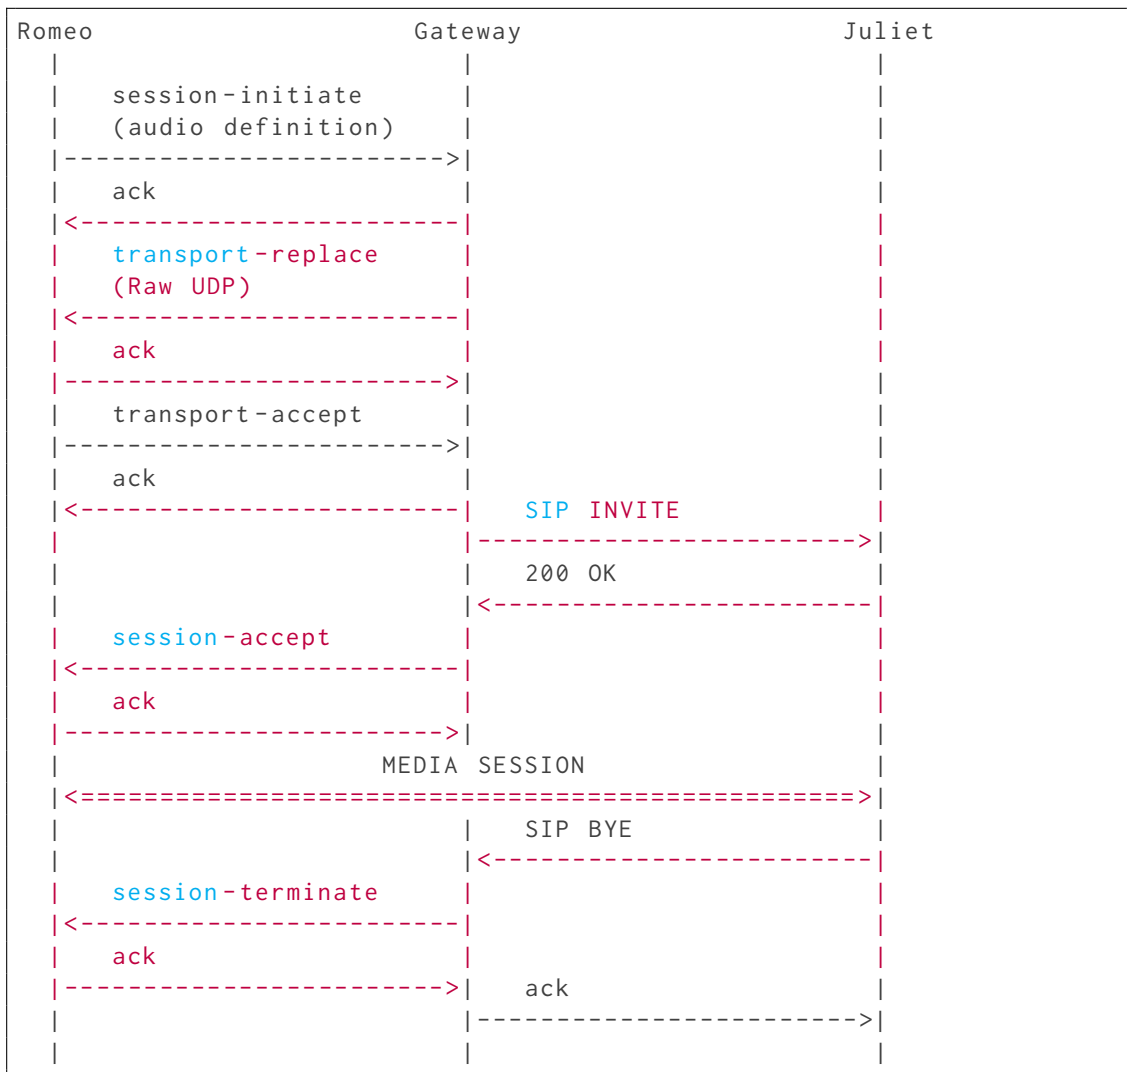 Romeo                    Gateway                   Juliet
  |                         |                         |
  |   session-initiate      |                         |
  |   (audio definition)    |                         |
  |------------------------>|                         |
  |   ack                   |                         |
  |<------------------------|                         |
  |   transport-replace     |                         |
  |   (Raw UDP)             |                         |
  |<------------------------|                         |
  |   ack                   |                         |
  |------------------------>|                         |
  |   transport-accept      |                         |
  |------------------------>|                         |
  |   ack                   |                         |
  |<------------------------|   SIP INVITE            |
  |                         |------------------------>|
  |                         |   200 OK                |
  |                         |<------------------------|
  |   session-accept        |                         |
  |<------------------------|                         |
  |   ack                   |                         |
  |------------------------>|                         |
  |                    MEDIA SESSION                  |
  |<=================================================>|
  |                         |   SIP BYE               |
  |                         |<------------------------|
  |   session-terminate     |                         |
  |<------------------------|                         |
  |   ack                   |                         |
  |------------------------>|   ack                   |
  |                         |------------------------>|
  |                         |                         |